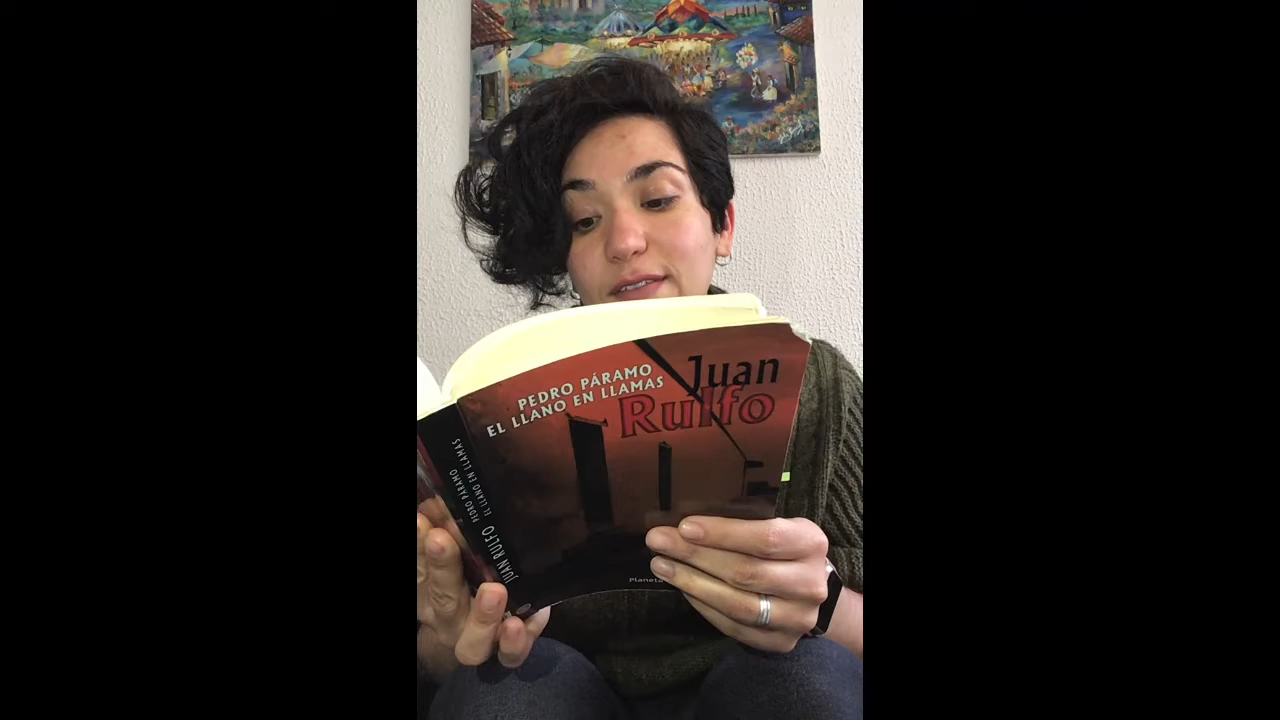 PEDRO PÁRAMO
EL LLANO EN LLAMAS
Juan
Rulfo
JUAN RULFO
PEDRO PÁRAMO
EL LLANO EN LLAMAS
Planeta